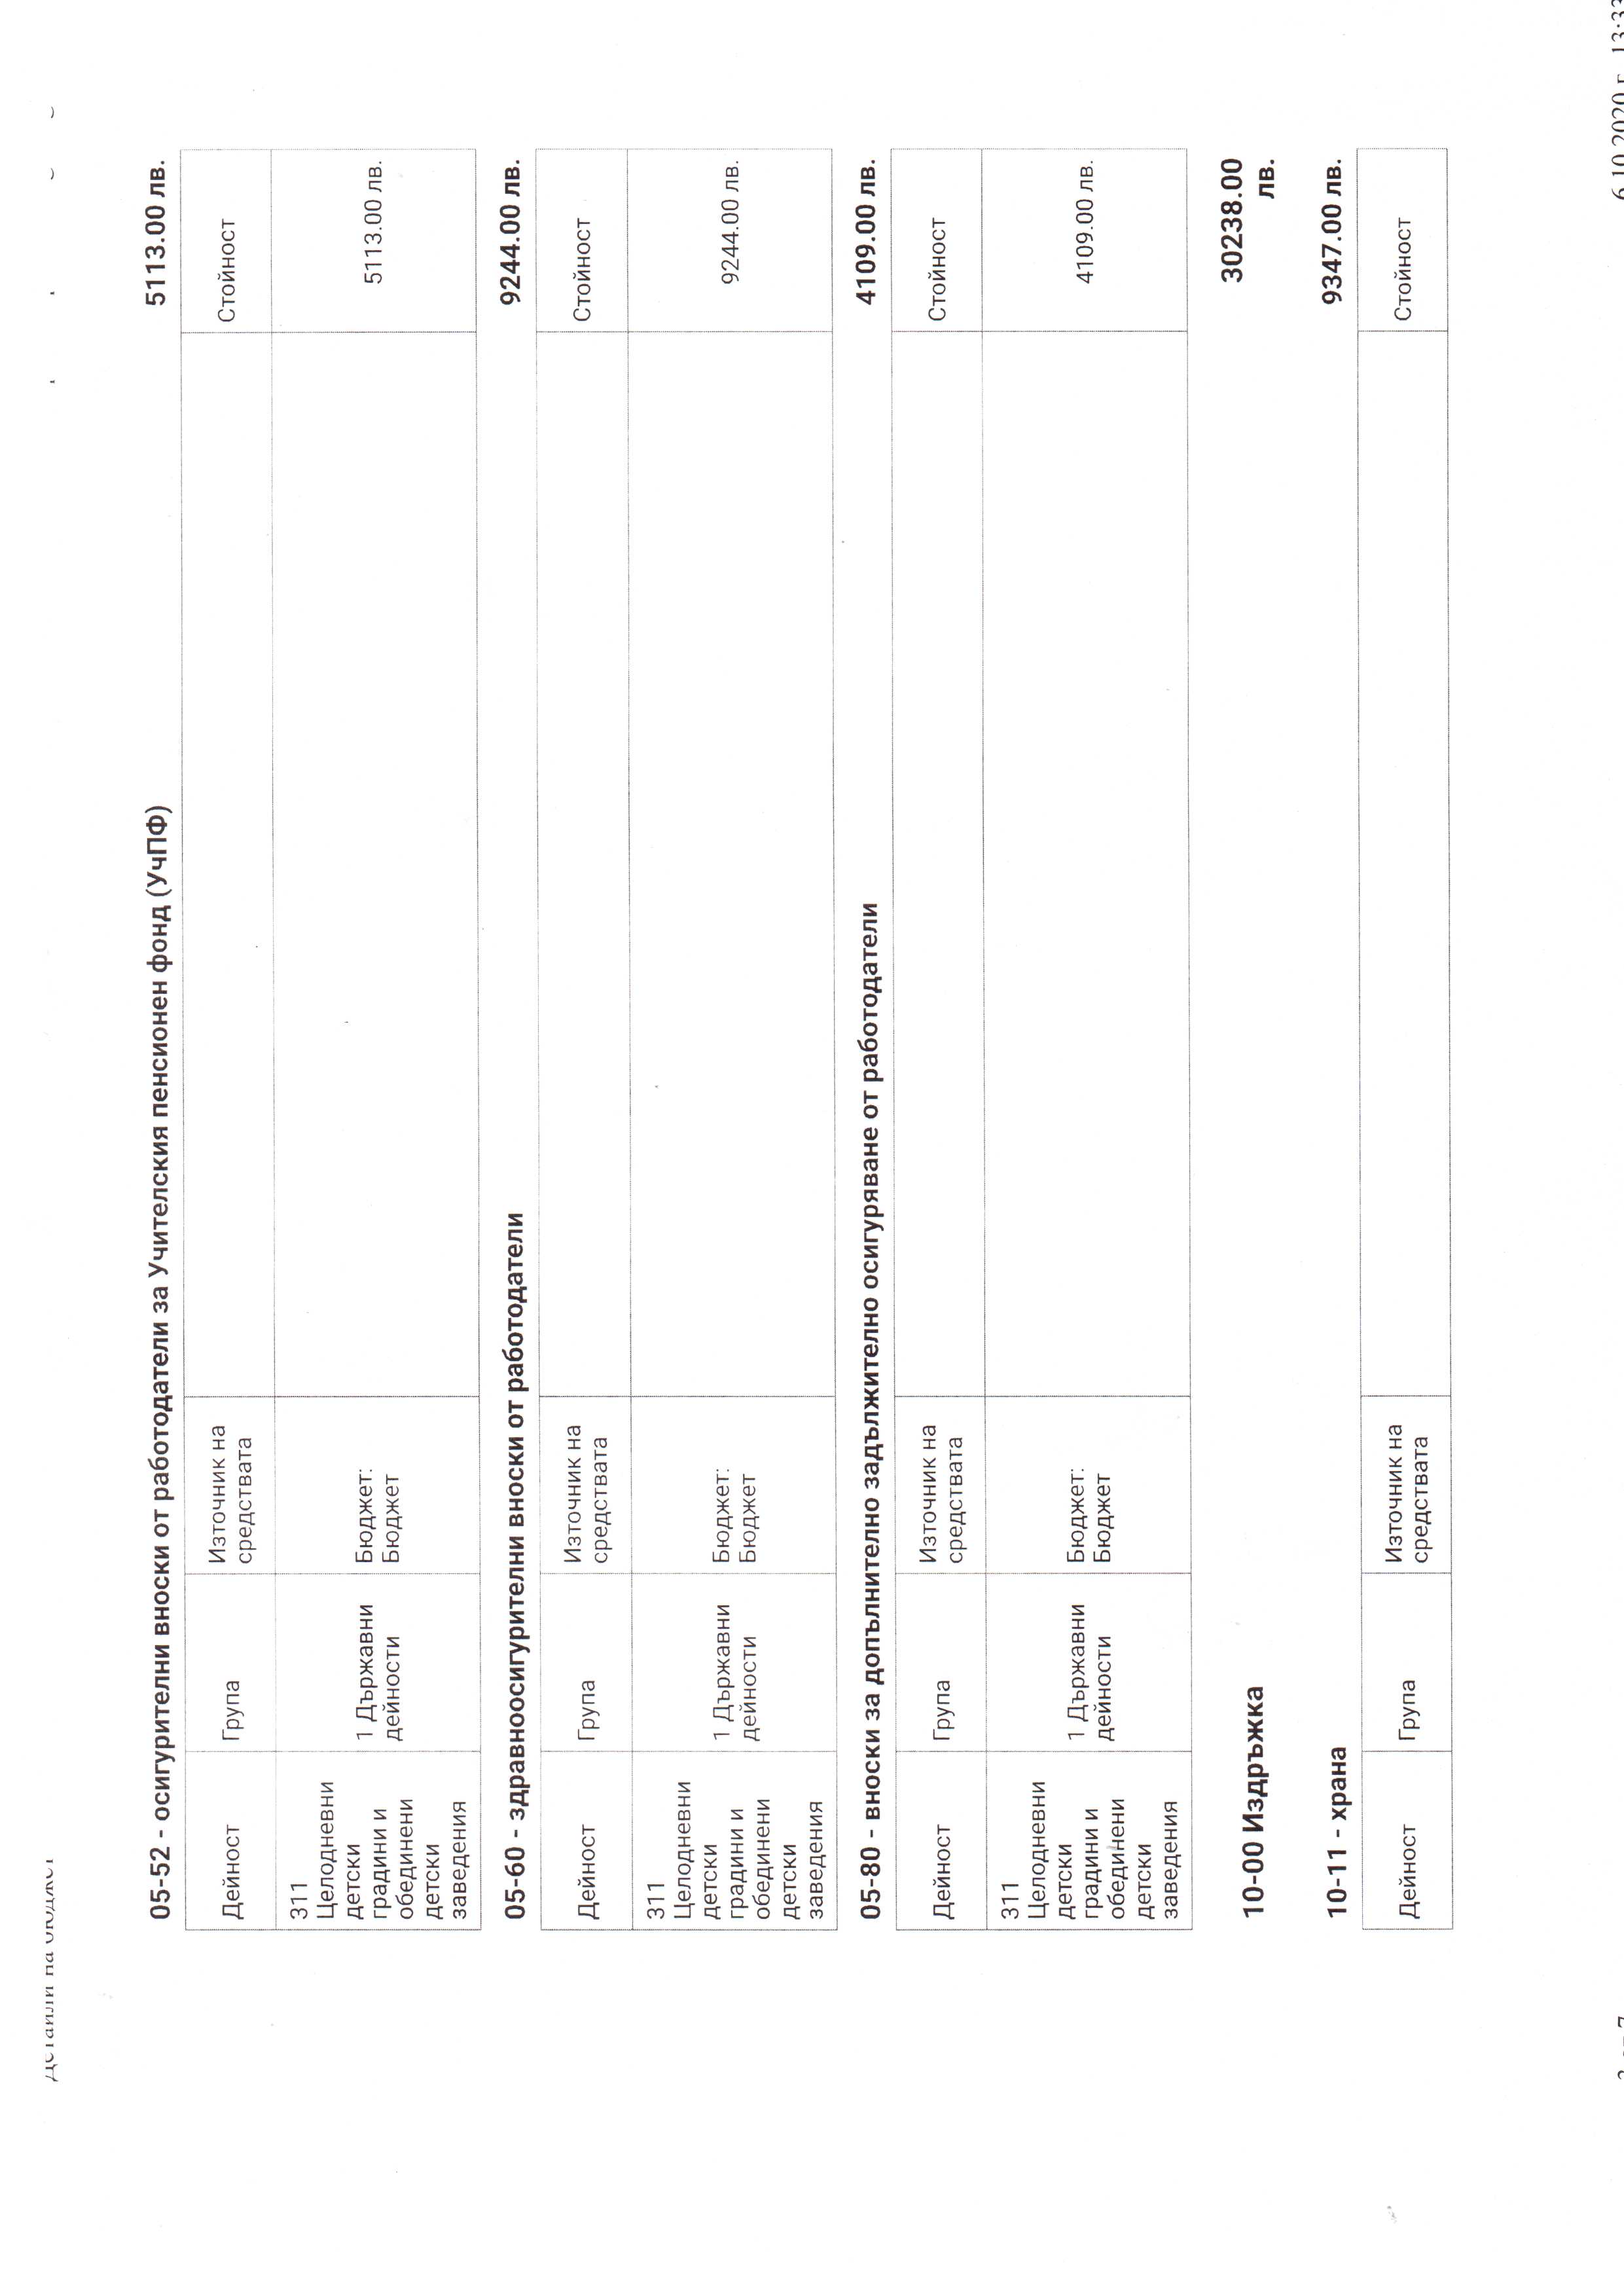 Детайли на бюджет
05-52 - осигурителни вноски от работодатели за Учителския пенсионен фонд (УчПФ) 5113.00 лв.
Дейност Група Източник на Стойност
средствата
311
Целодневни
детски
градини и
обединени
детски
заведения
1 Държавни
дейности
Бюджет:
Бюджет
5113.00 лв.
05-60 - здравноосигурителни вноски от работодатели 9244.00 лв.
Дейност Група Източник на Стойност
средствата
311
Целодневни
детски
градини и
обединени
детски
заведения
1 Държавни
дейности
Бюджет:
Бюджет
9244.00 лв.
05-80 - вноски за допълнително задължително осигуряване от работодатели 4109.00 лв.
Дейност Група Източник на Стойност
средствата
311
Целодневни
детски
градини и
обединени
детски
заведения
1 Държавни
дейности
Бюджет:
Бюджет
4109.00 лв.
10-00 Издръжка 30238.00
лв.
10-11 - храна 9347.00 лв.
Дейност Група Източник на Стойност
средствата
3 от 7 6.10.2020 г., 13:33